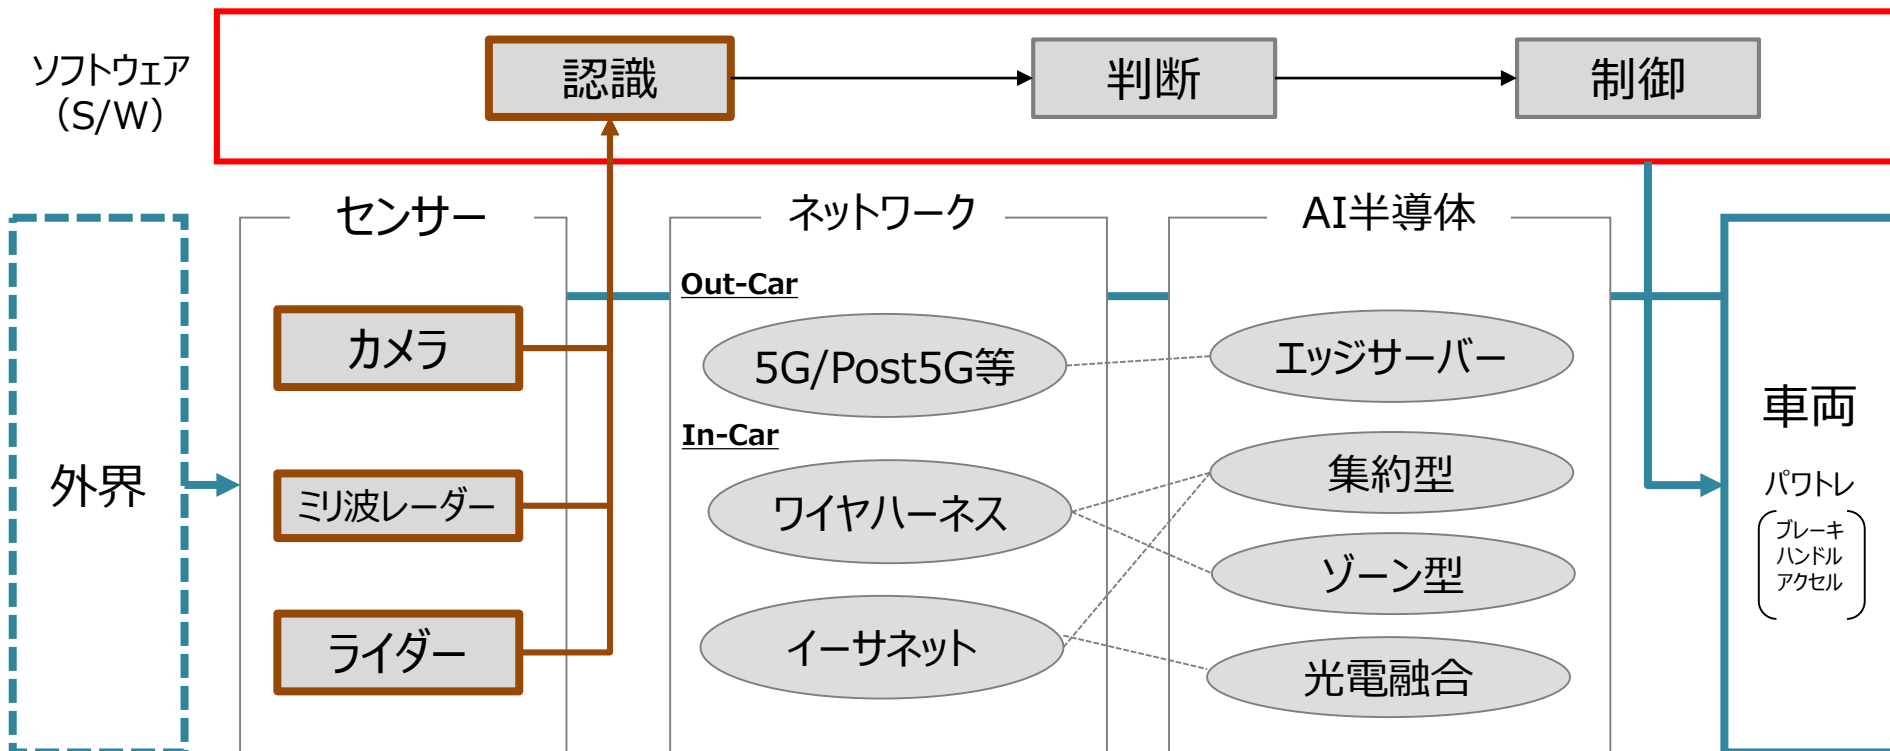 ソフトウェア
（S/W）
認識
判断
制御
センサー
ネットワーク
AI半導体
外界
カメラ
ミリ波レーダー
ライダー
Out-Car
5G/Post5G等
In-Car
ワイヤハーネス
イーサネット
エッジサーバー
集約型
ゾーン型
光電融合
車両
パワトレ
ブレーキ
ハンドル
アクセル